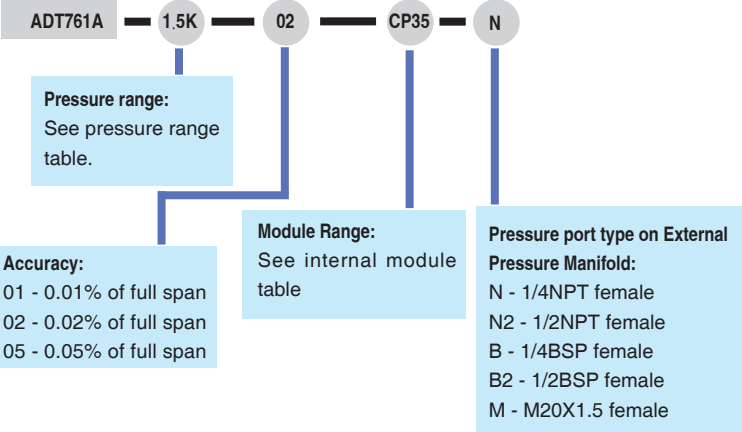 ADT761A 1.5K 02 CP35 N
Pressure range:
See pressure range
table.
Accuracy:
01 - 0.01% of full span
02 - 0.02% of full span
05 - 0.05% of full span
Module Range:
See internal module
table
Pressure port type on External
Pressure Manifold:
N - 1/4NPT female
N2 - 1/2NPT female
B - 1/4BSP female
B2 - 1/2BSP female
M - M20X1.5 female